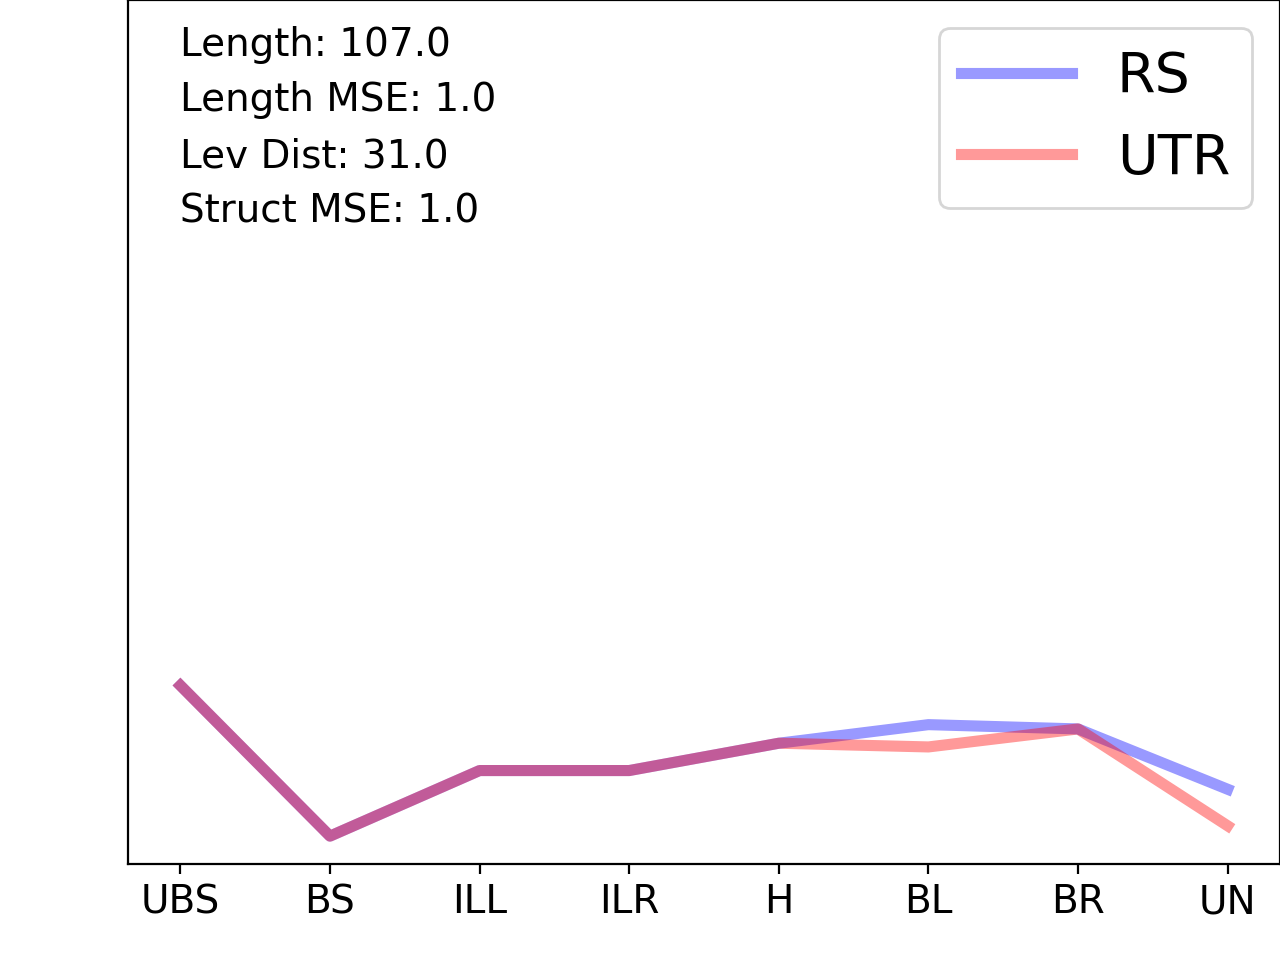 Length: 107.0
Length MSE: 1.0
Lev Dist: 31.0
Struct MSE: 1.0
RS
UTR
UBS BS ILL ILR H BL BR UN